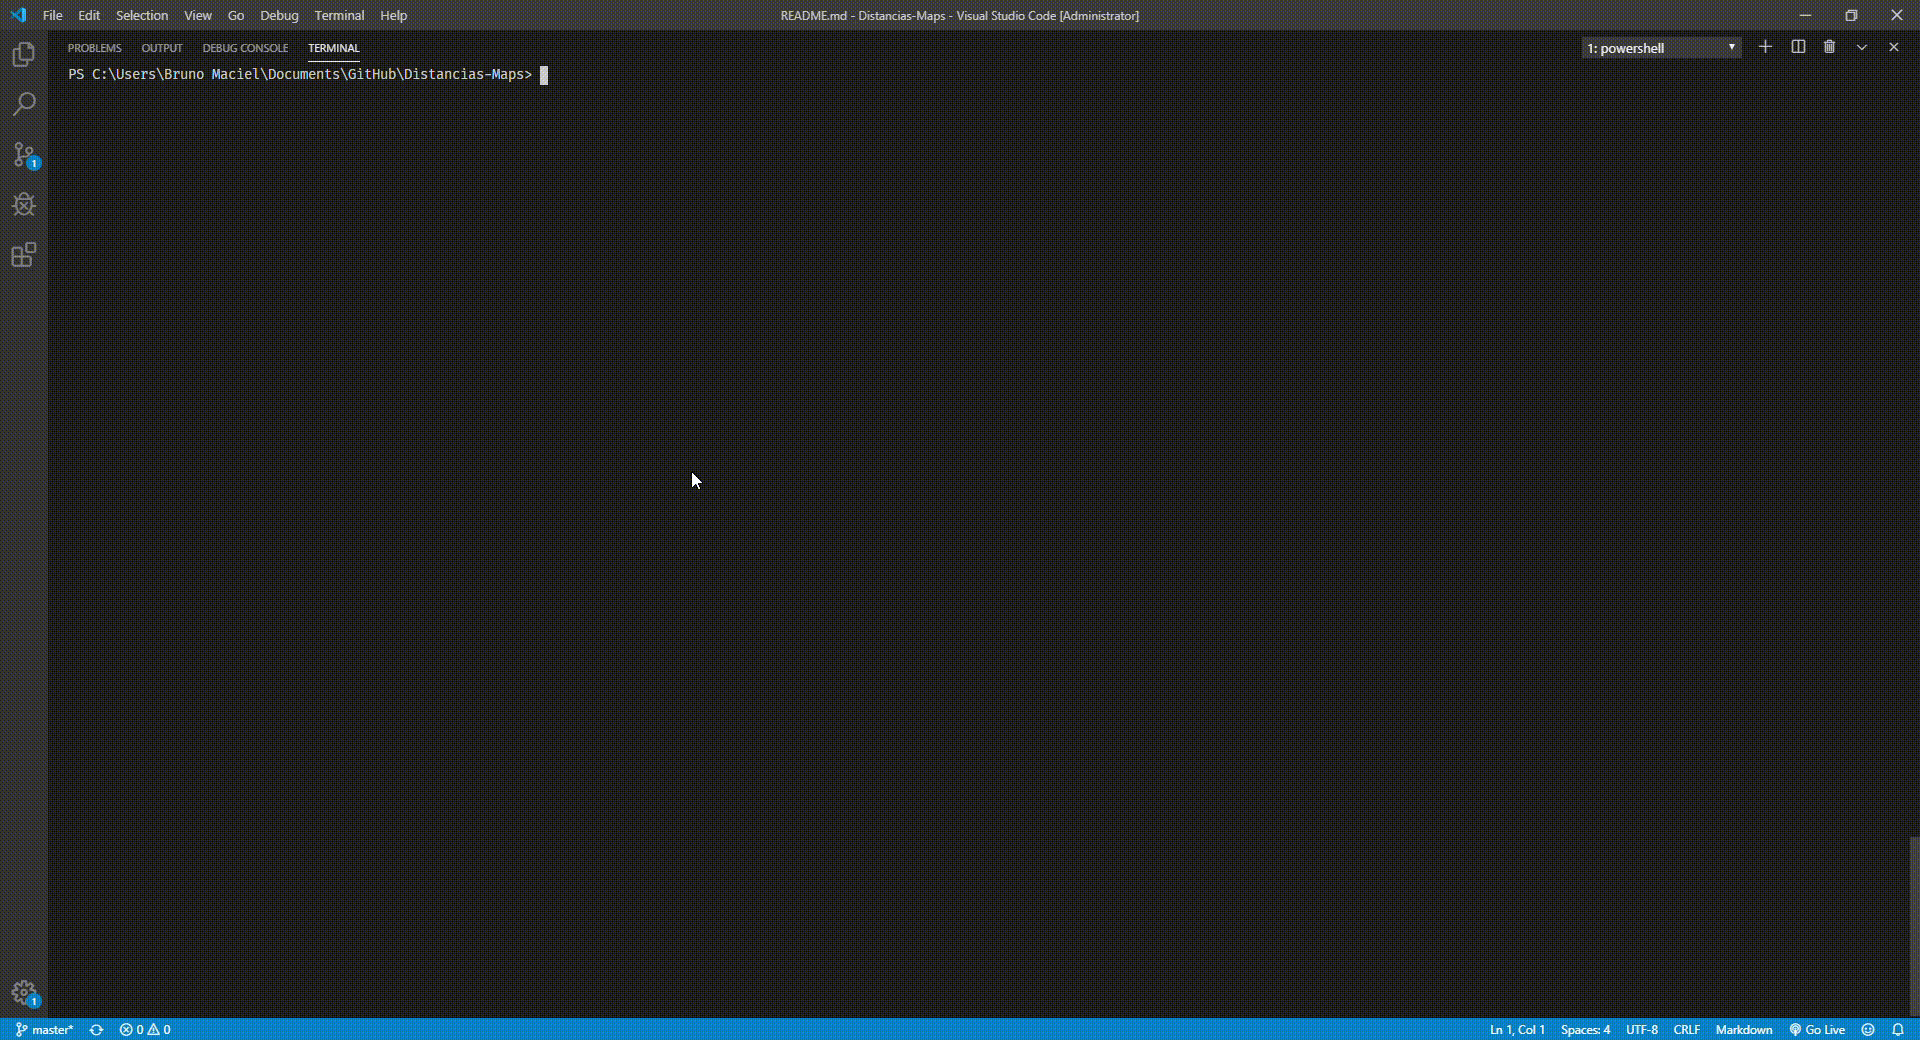 File Edit Selection View Go Debug Terminal Help README.md - Distancias-Maps - Visual Studio Code [Administrator]
PROBLEMS OUTPUT DEBUG CONSOLE TERMINAL 1: powershell
PS C:\Users\Bruno Maciel\Documents\GitHub\Distancias-Maps>
1
1
master* 0 0 Ln 1, Col 1 Spaces: 4 UTF-8 CRLF Markdown Go Live